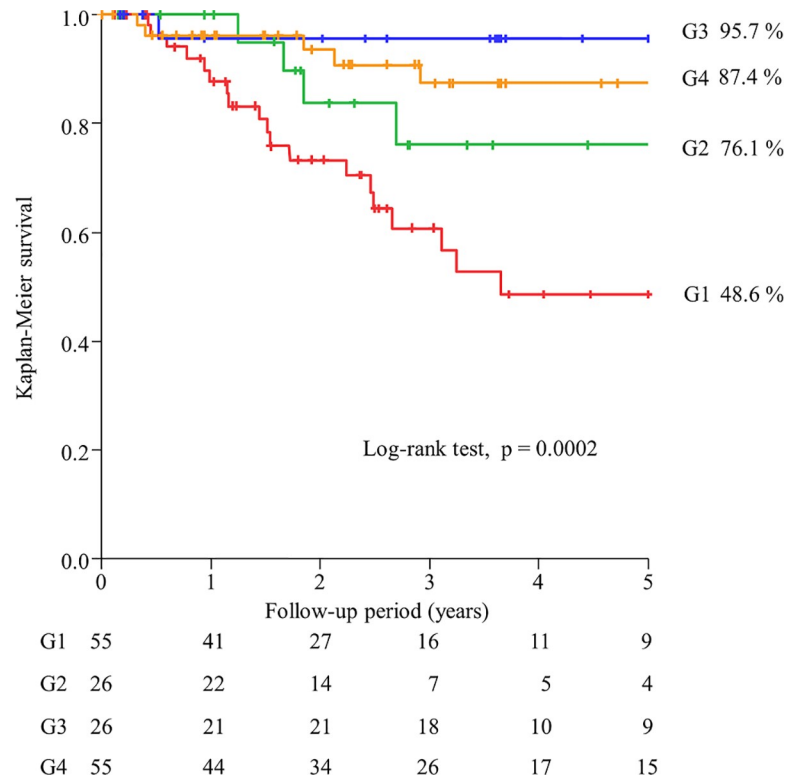 1.0
G3 95.7 %
G4 87.4 %
0.8
G2 76.1 %
Kaplan-Meier survival
0.6
G1 48.6 %
0.4
Log-rank test, p = 0.0002
0.2
0.0
0 1 2 3 4 5
Follow-up period (years)
G1 55 41 27 16 11 9
G2 26 22 14 7 5 4
G3 26 21 21 18 10 9
G4 55 44 34 26 17 15